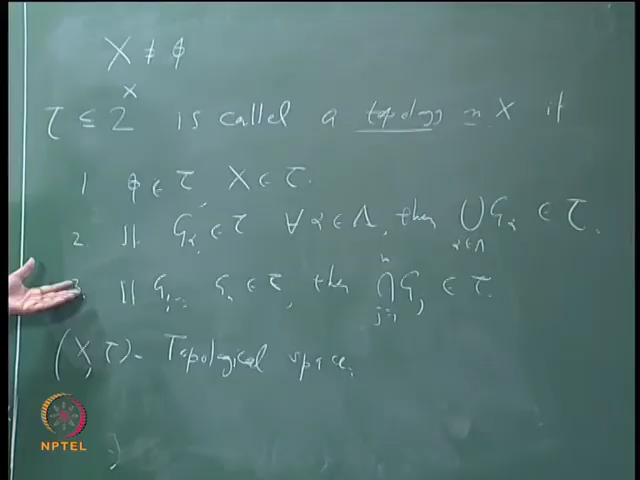 X ≠ φ
τ ⊆ 2^X is called a topology on X if
1 φ ∈ τ, X ∈ τ.
2. If G_α ∈ τ ∀ α ∈ Λ, then ⋃_{α∈Λ} G_α ∈ τ.
3. If G_1 ... G_n ∈ τ, then ⋂_{j=1}^n G_j ∈ τ.
(X, τ) - Topological space.
NPTEL